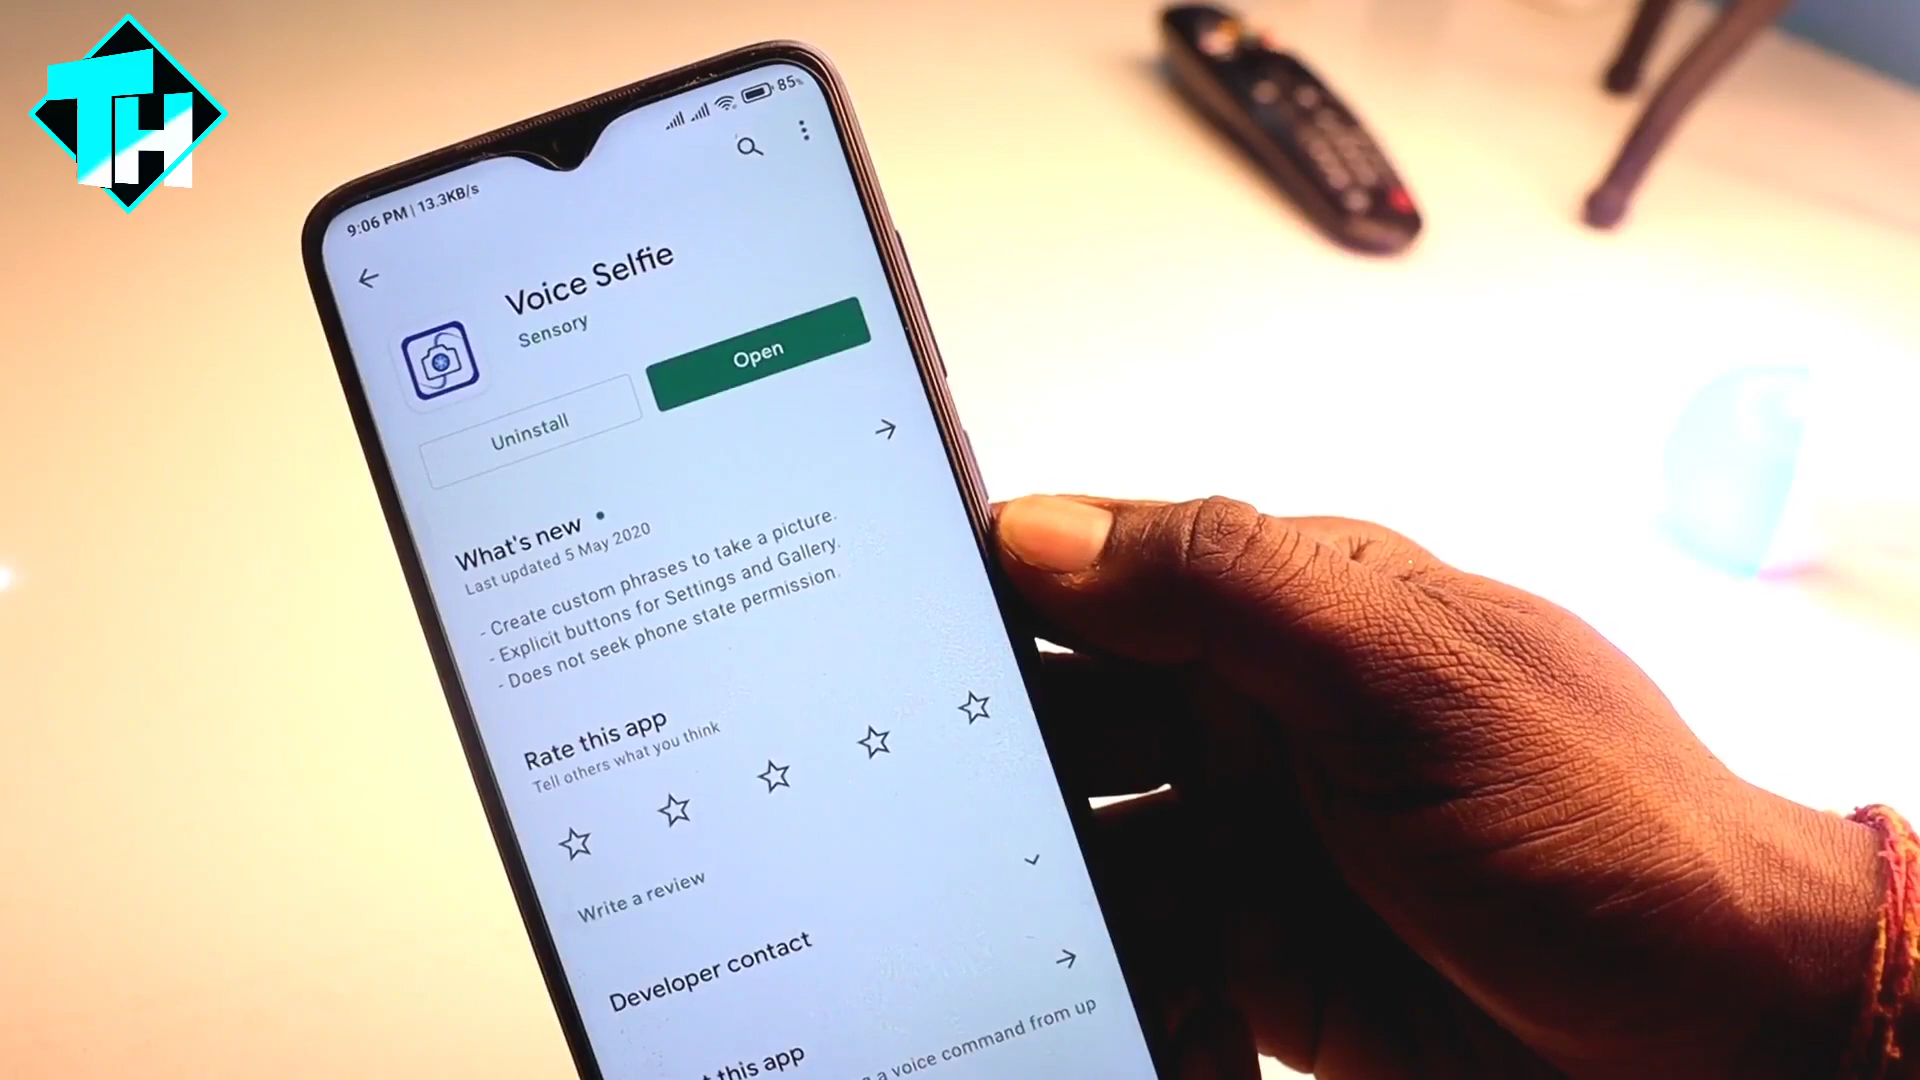 TH
9:06 PM | 13.3KB/s
85%
Voice Selfie
Sensory
Uninstall
Open
What's new
Last updated 5 May 2020
- Create custom phrases to take a picture.
- Explicit buttons for Settings and Gallery.
- Does not seek phone state permission.
Rate this app
Tell others what you think
Write a review
Developer contact
this app
a voice command from up